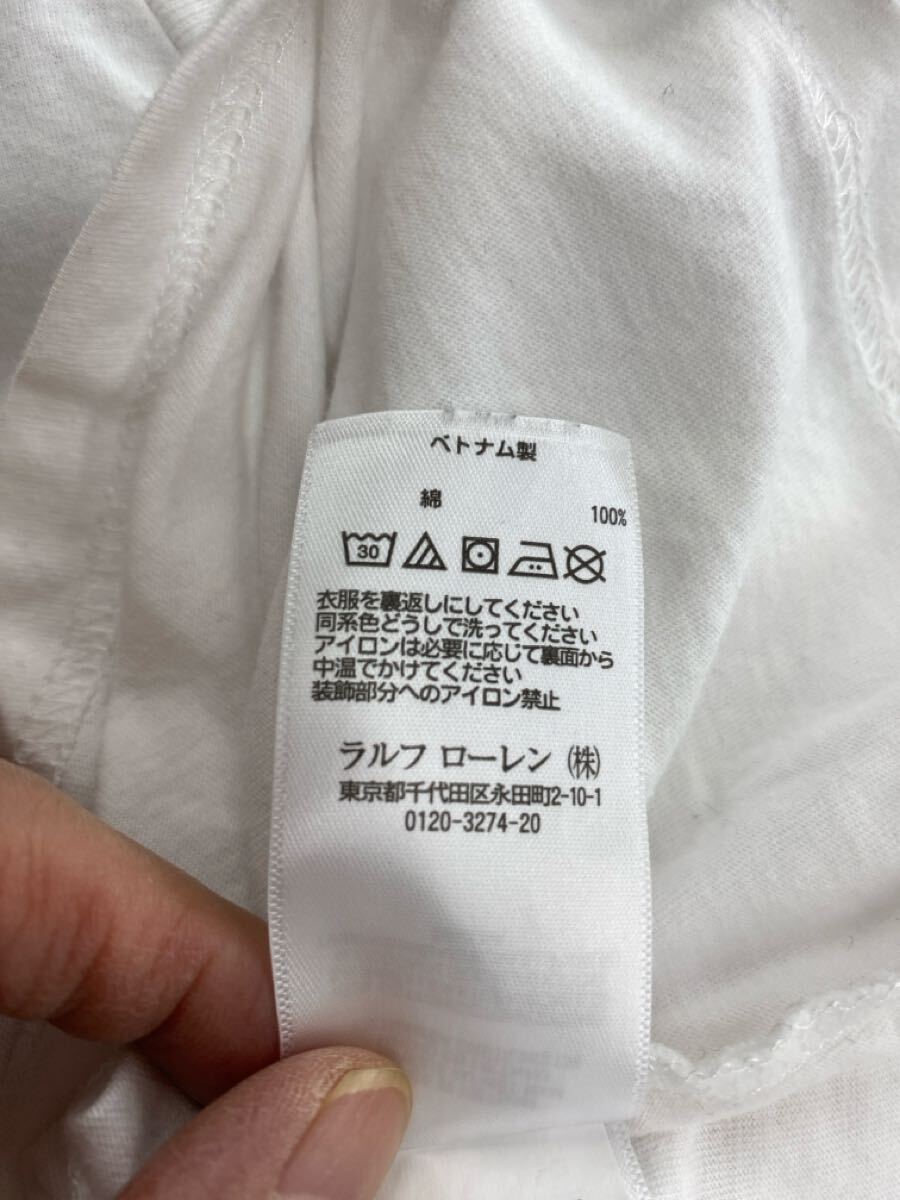 ベトナム製
綿 100%
30
衣服を裏返しにしてください
同系色どうしで洗ってください
アイロンは必要に応じて裏面から
中温でかけてください
装飾部分へのアイロン禁止
ラルフ ローレン (株)
東京都千代田区永田町2-10-1
0120-3274-20